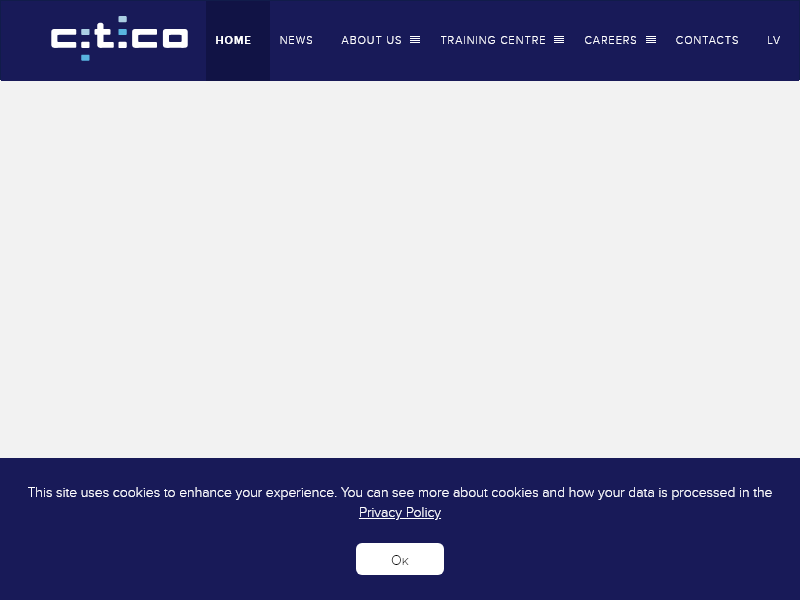 citico
HOME NEWS ABOUT US TRAINING CENTRE CAREERS CONTACTS LV
This site uses cookies to enhance your experience. You can see more about cookies and how your data is processed in the
Privacy Policy
Ok